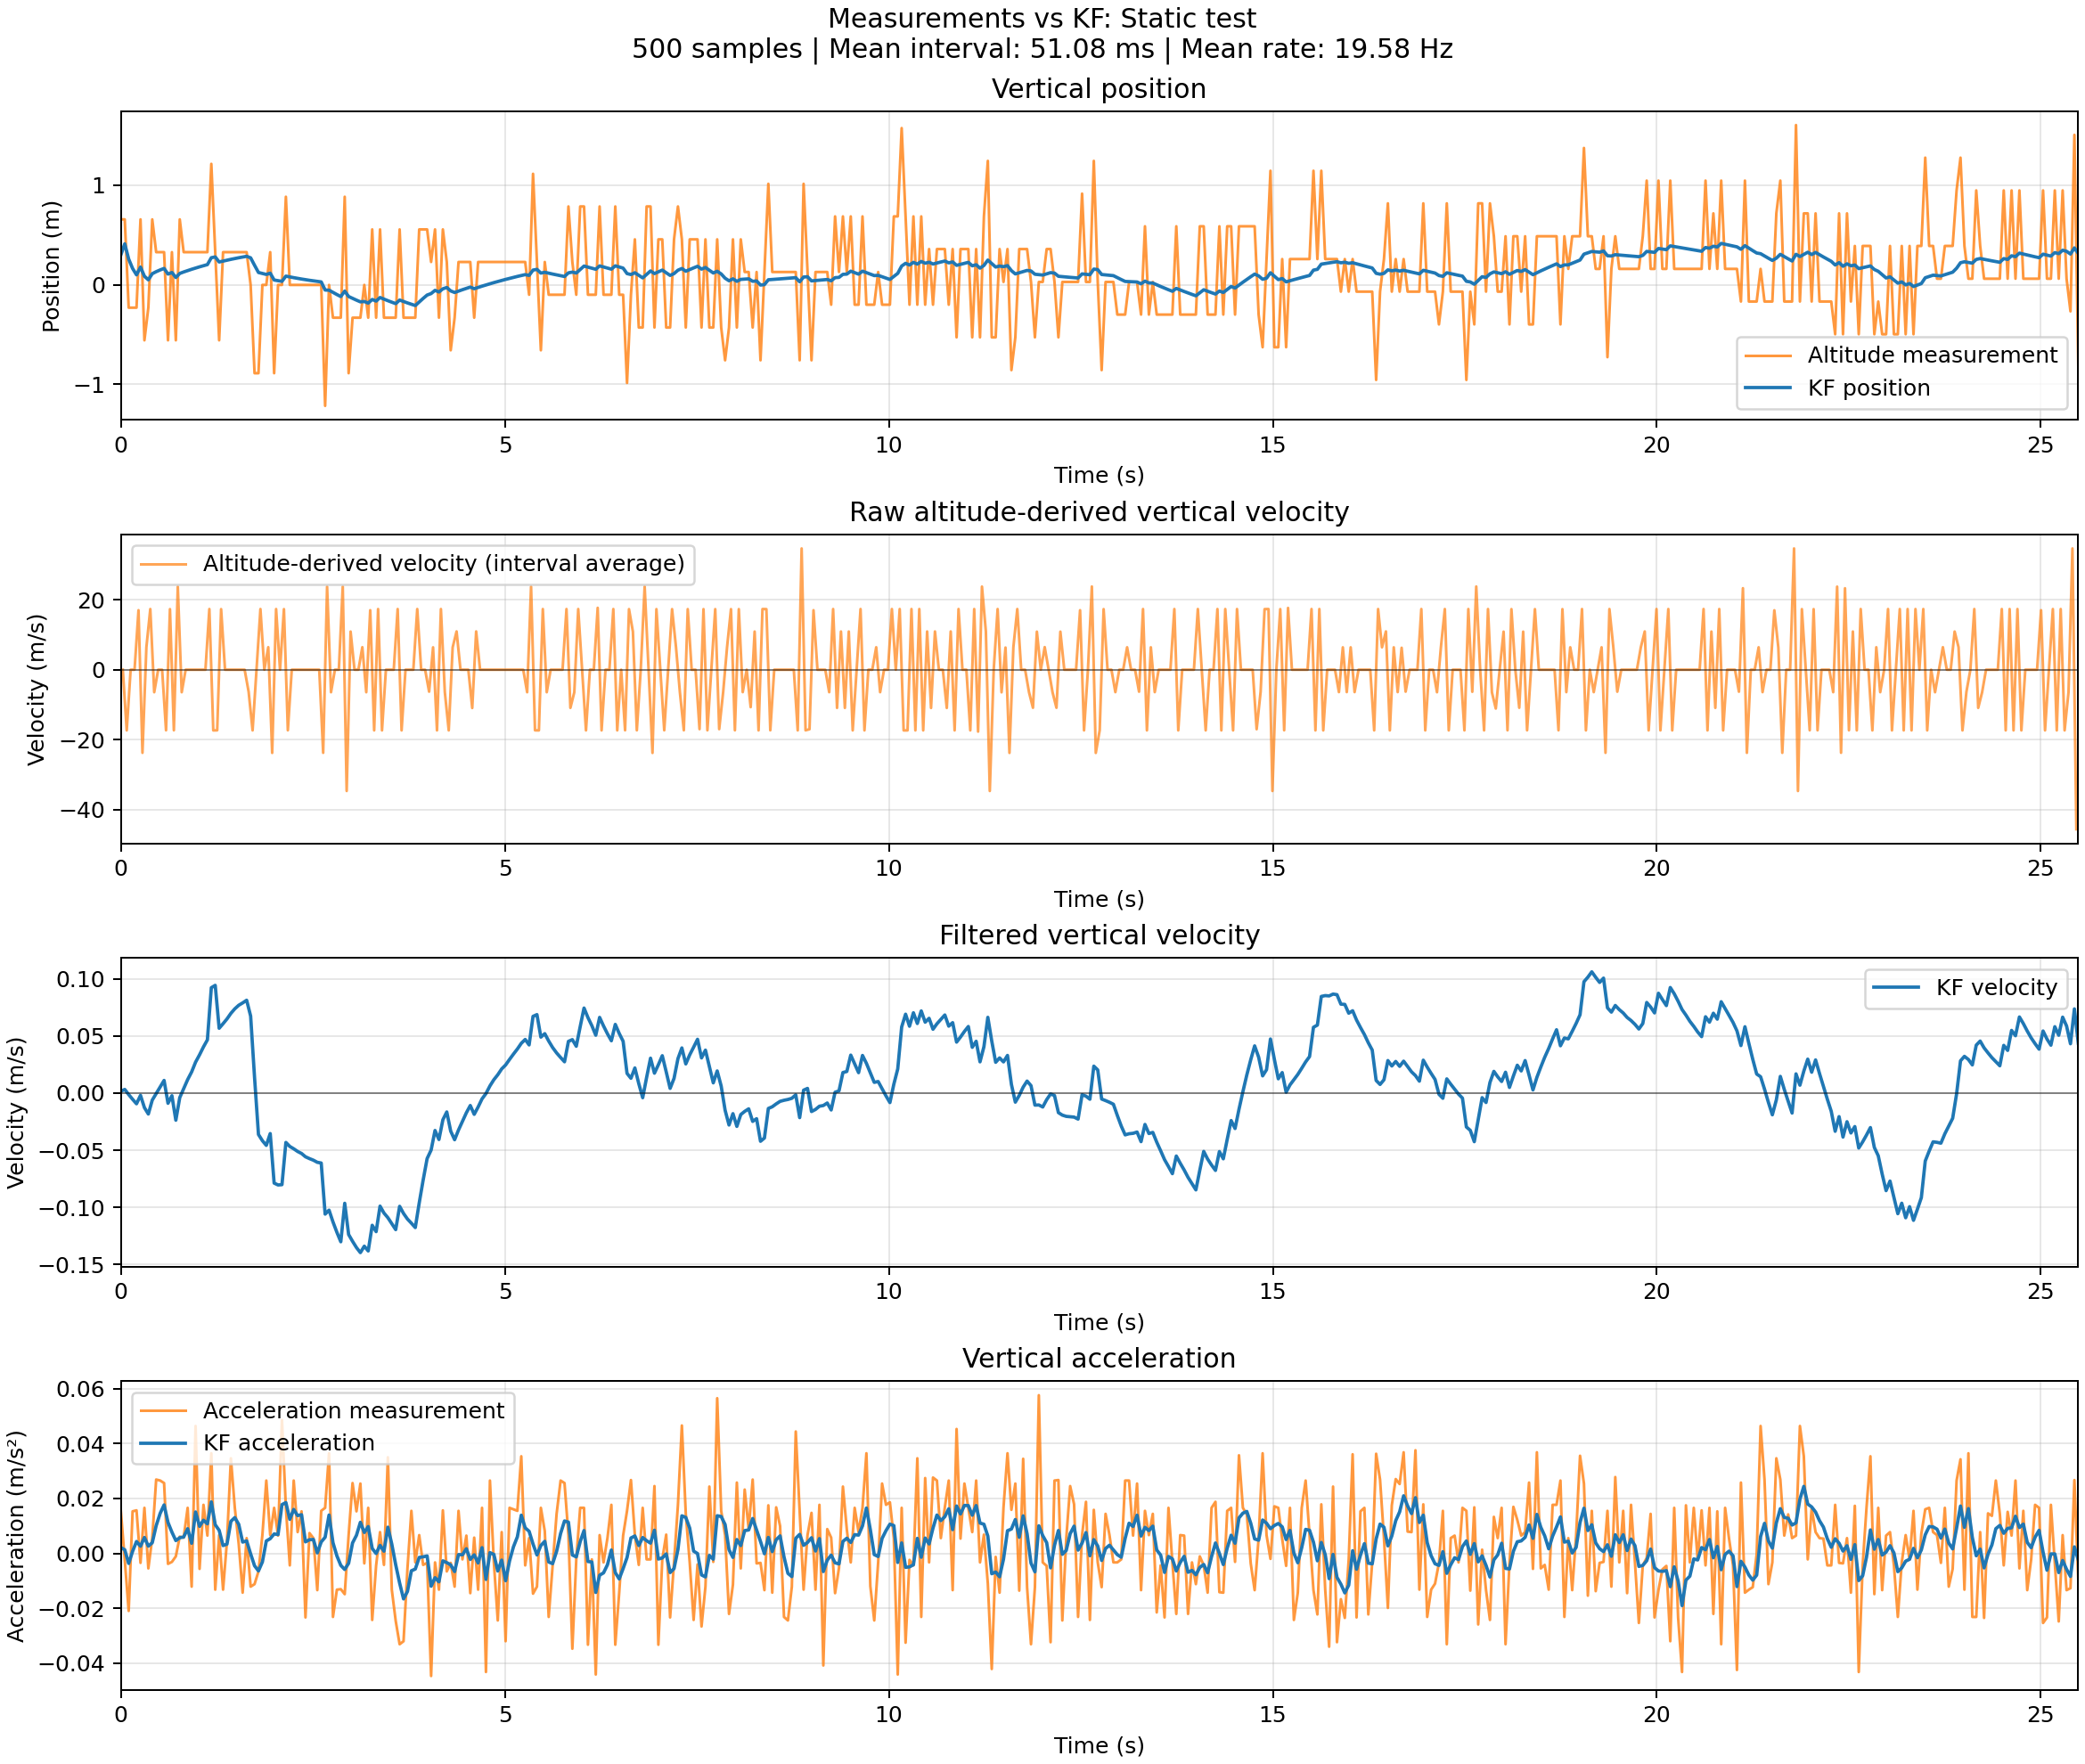 Measurements vs KF: Static test
500 samples | Mean interval: 51.08 ms | Mean rate: 19.58 Hz
Vertical position
Position (m)
1
0
−1
Altitude measurement
KF position
0 5 10 15 20 25
Time (s)
Raw altitude-derived vertical velocity
Velocity (m/s)
Altitude-derived velocity (interval average)
20
0
−20
−40
0 5 10 15 20 25
Time (s)
Filtered vertical velocity
Velocity (m/s)
KF velocity
0.10
0.05
0.00
−0.05
−0.10
−0.15
0 5 10 15 20 25
Time (s)
Vertical acceleration
Acceleration (m/s²)
Acceleration measurement
KF acceleration
0.06
0.04
0.02
0.00
−0.02
−0.04
0 5 10 15 20 25
Time (s)